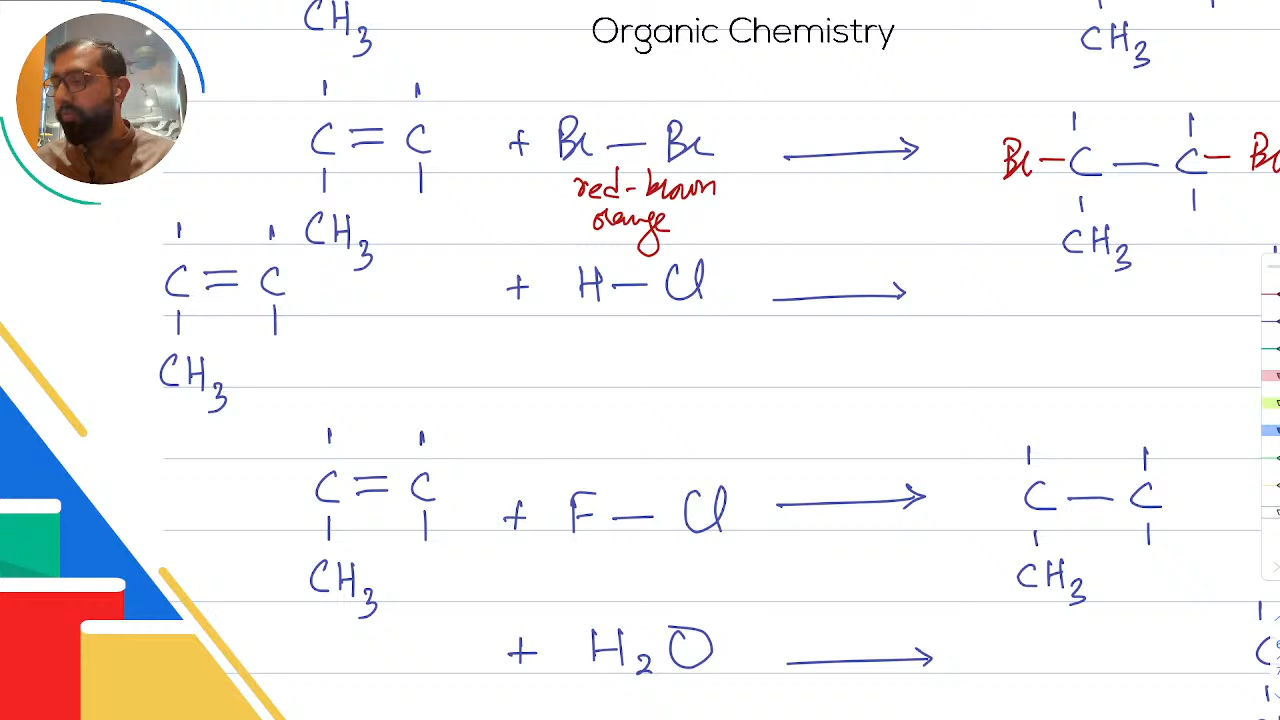 CH3
Organic Chemistry
CH3
C = C + Br — Br → Br — C — C — Br
red-brown
orange
CH3
CH3
C = C + H — Cl →
CH3
C = C + F — Cl → C — C
CH3
CH3
+ H2O →
C